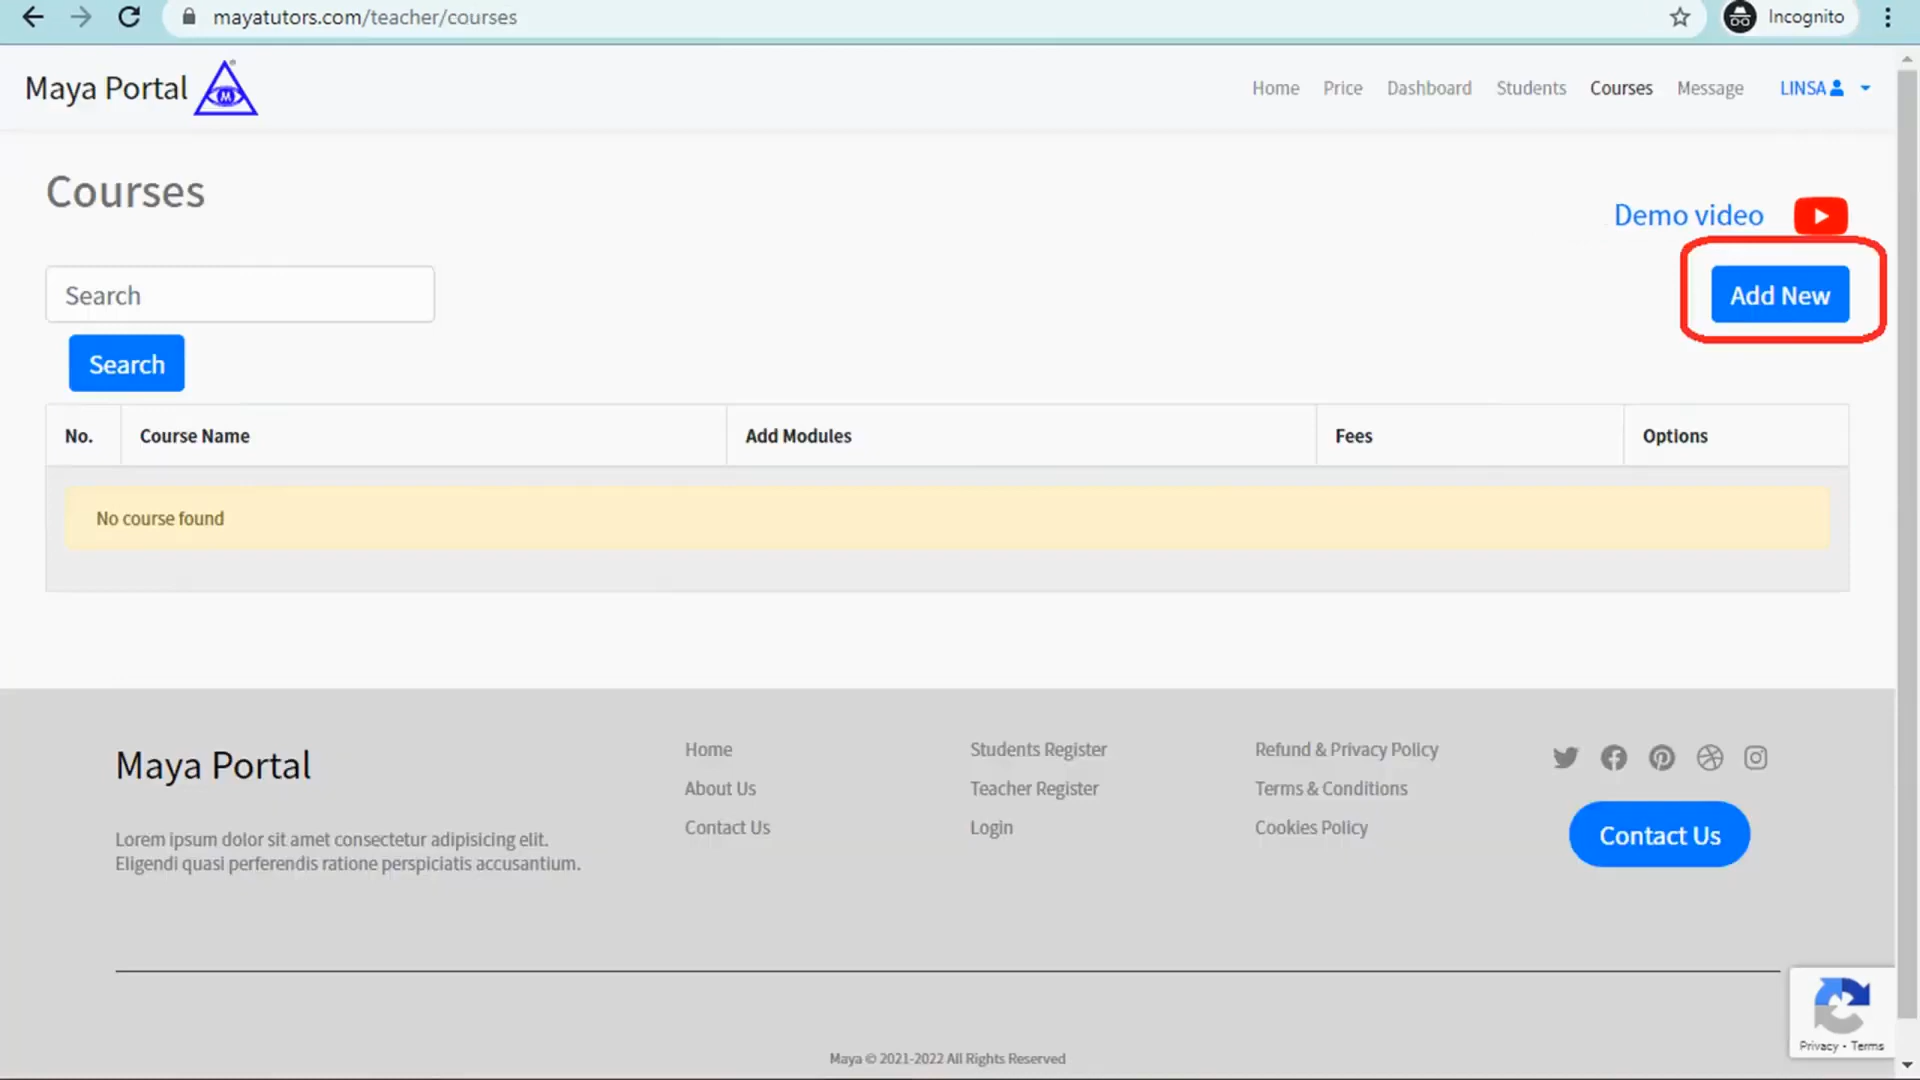 mayatutors.com/teacher/courses
Incognito
Maya Portal
M
Home Price Dashboard Students Courses Message LINSA
Courses
Demo video
Search
Add New
Search
No. Course Name Add Modules Fees Options
No course found
Maya Portal
Lorem ipsum dolor sit amet consectetur adipisicing elit.
Eligendi quasi perferendis ratione perspiciatis accusantium.
Home
About Us
Contact Us
Students Register
Teacher Register
Login
Refund & Privacy Policy
Terms & Conditions
Cookies Policy
Contact Us
Privacy - Terms
Maya © 2021-2022 All Rights Reserved